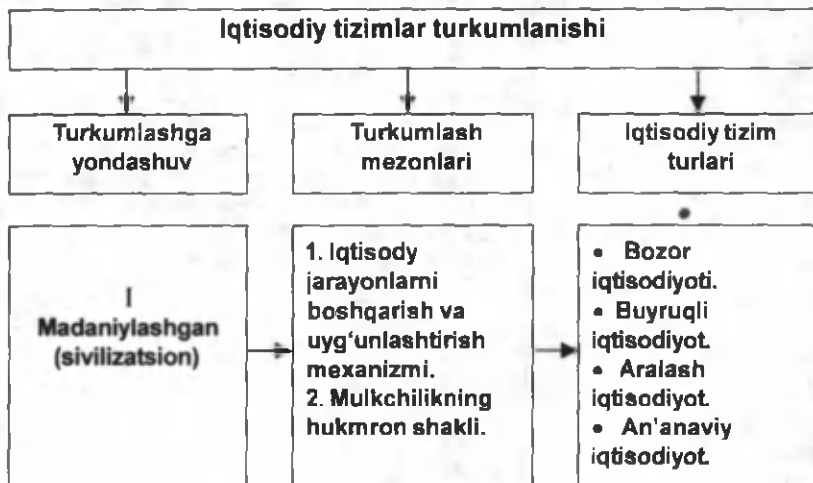 Iqtisodiy tizimlar turkumlanishi
Turkumlashga
yondashuv
Turkumlash
mezonlari
Iqtisodiy tizim
turlari
I
Madaniylashgan
(sivilizatsion)
1. Iqtisody
jarayonlarni
boshqarish va
uyg‘unlashtirish
mexanizmi.
2. Mulkchilikning
hukmron shakli.
•
• Bozor
iqtisodiyoti.
• Buyruqli
iqtisodiyot.
• Aralash
iqtisodiyot.
• An'anaviy
iqtisodiyot.